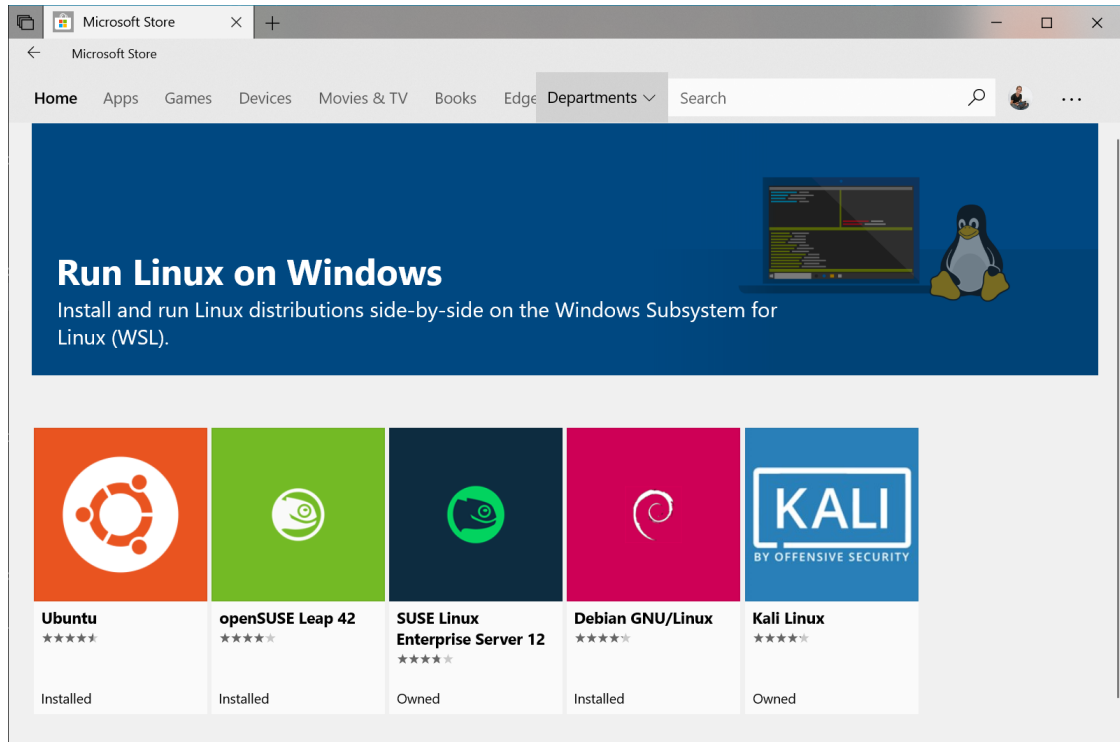 Microsoft Store
Microsoft Store
Home Apps Games Devices Movies & TV Books Edge Departments Search
Run Linux on Windows
Install and run Linux distributions side-by-side on the Windows Subsystem for
Linux (WSL).
KALI
BY OFFENSIVE SECURITY
Ubuntu
Installed
openSUSE Leap 42
Installed
SUSE Linux
Enterprise Server 12
Owned
Debian GNU/Linux
Installed
Kali Linux
Owned